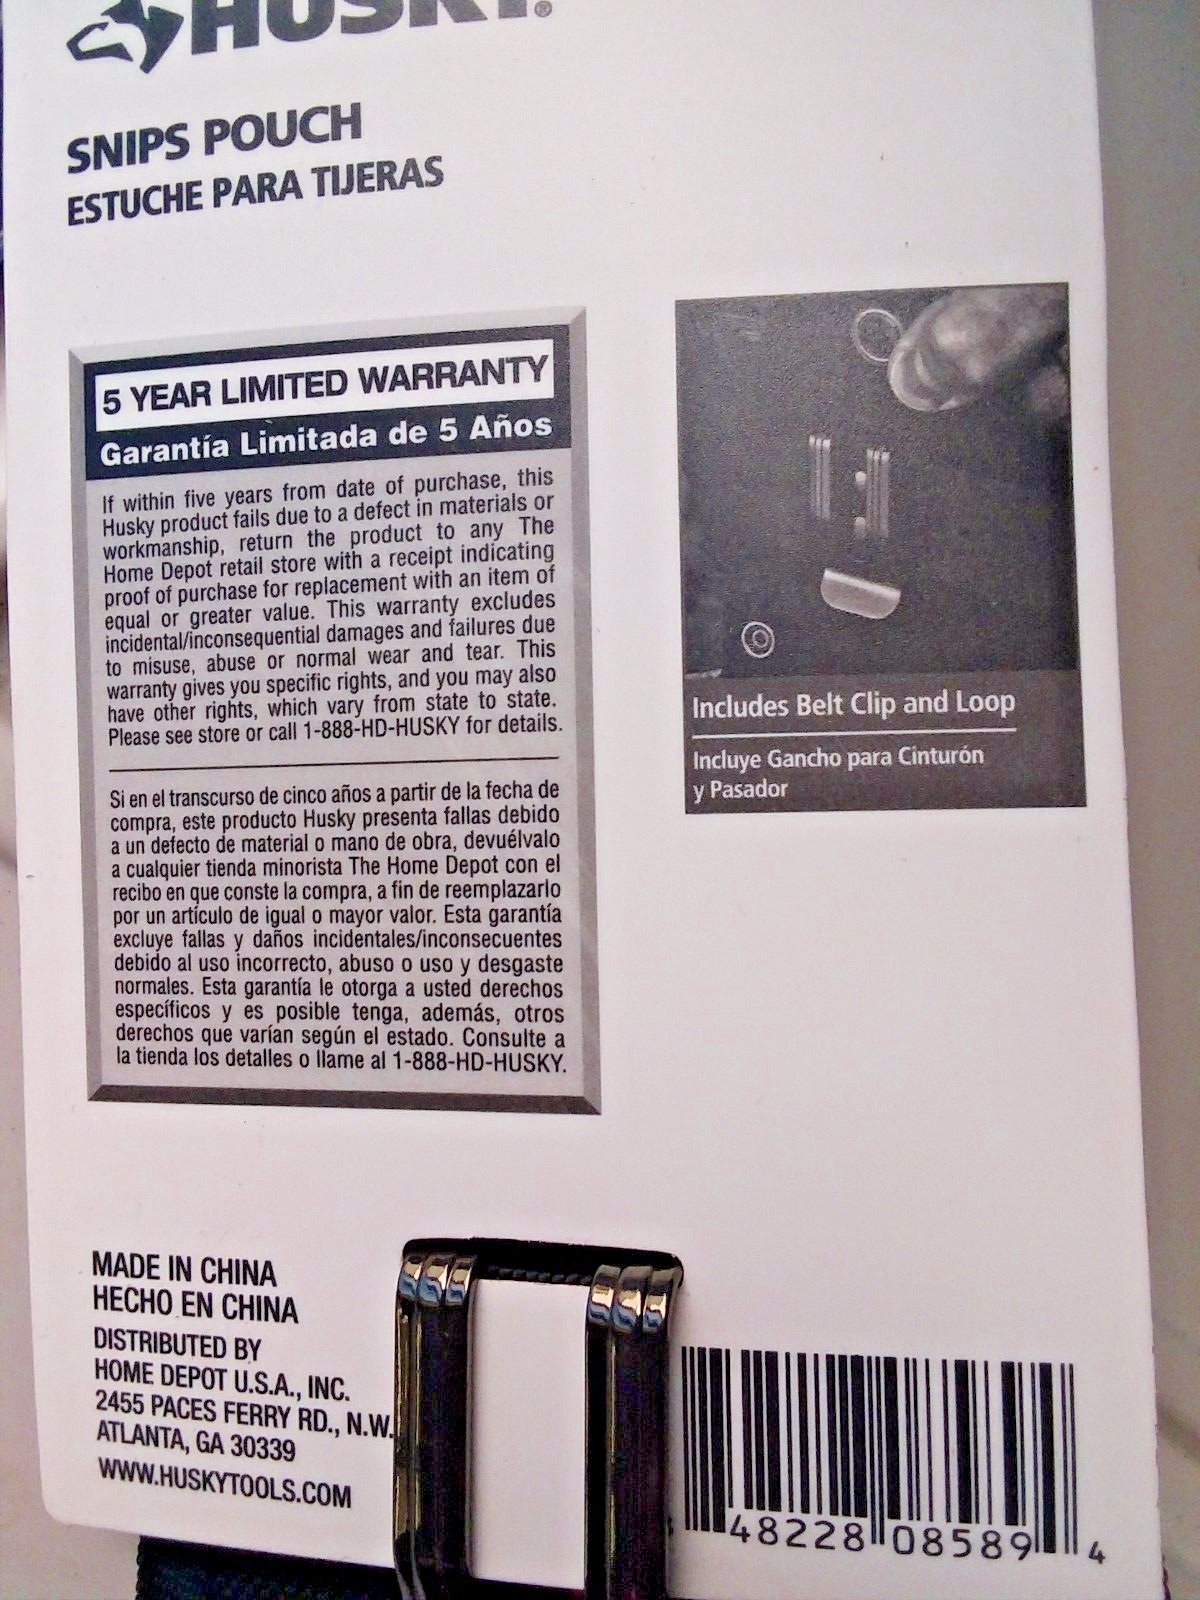 HUSKY®
SNIPS POUCH
ESTUCHE PARA TIJERAS
5 YEAR LIMITED WARRANTY
Garantía Limitada de 5 Años
If within five years from date of purchase, this
Husky product fails due to a defect in materials or
workmanship, return the product to any The
Home Depot retail store with a receipt indicating
proof of purchase for replacement with an item of
equal or greater value. This warranty excludes
incidental/inconsequential damages and failures due
to misuse, abuse or normal wear and tear. This
warranty gives you specific rights, and you may also
have other rights, which vary from state to state.
Please see store or call 1-888-HD-HUSKY for details.
Si en el transcurso de cinco años a partir de la fecha de
compra, este producto Husky presenta fallas debido
a un defecto de material o mano de obra, devuélvalo
a cualquier tienda minorista The Home Depot con el
recibo en que conste la compra, a fin de reemplazarlo
por un artículo de igual o mayor valor. Esta garantía
excluye fallas y daños incidentales/inconsecuentes
debido al uso incorrecto, abuso o uso y desgaste
normales. Esta garantía le otorga a usted derechos
específicos y es posible tenga, además, otros
derechos que varían según el estado. Consulte a
la tienda los detalles o llame al 1-888-HD-HUSKY.
Includes Belt Clip and Loop
Incluye Gancho para Cinturón
y Pasador
MADE IN CHINA
HECHO EN CHINA
DISTRIBUTED BY
HOME DEPOT U.S.A., INC.
2455 PACES FERRY RD., N.W.
ATLANTA, GA 30339
WWW.HUSKYTOOLS.COM
48228 08589 4